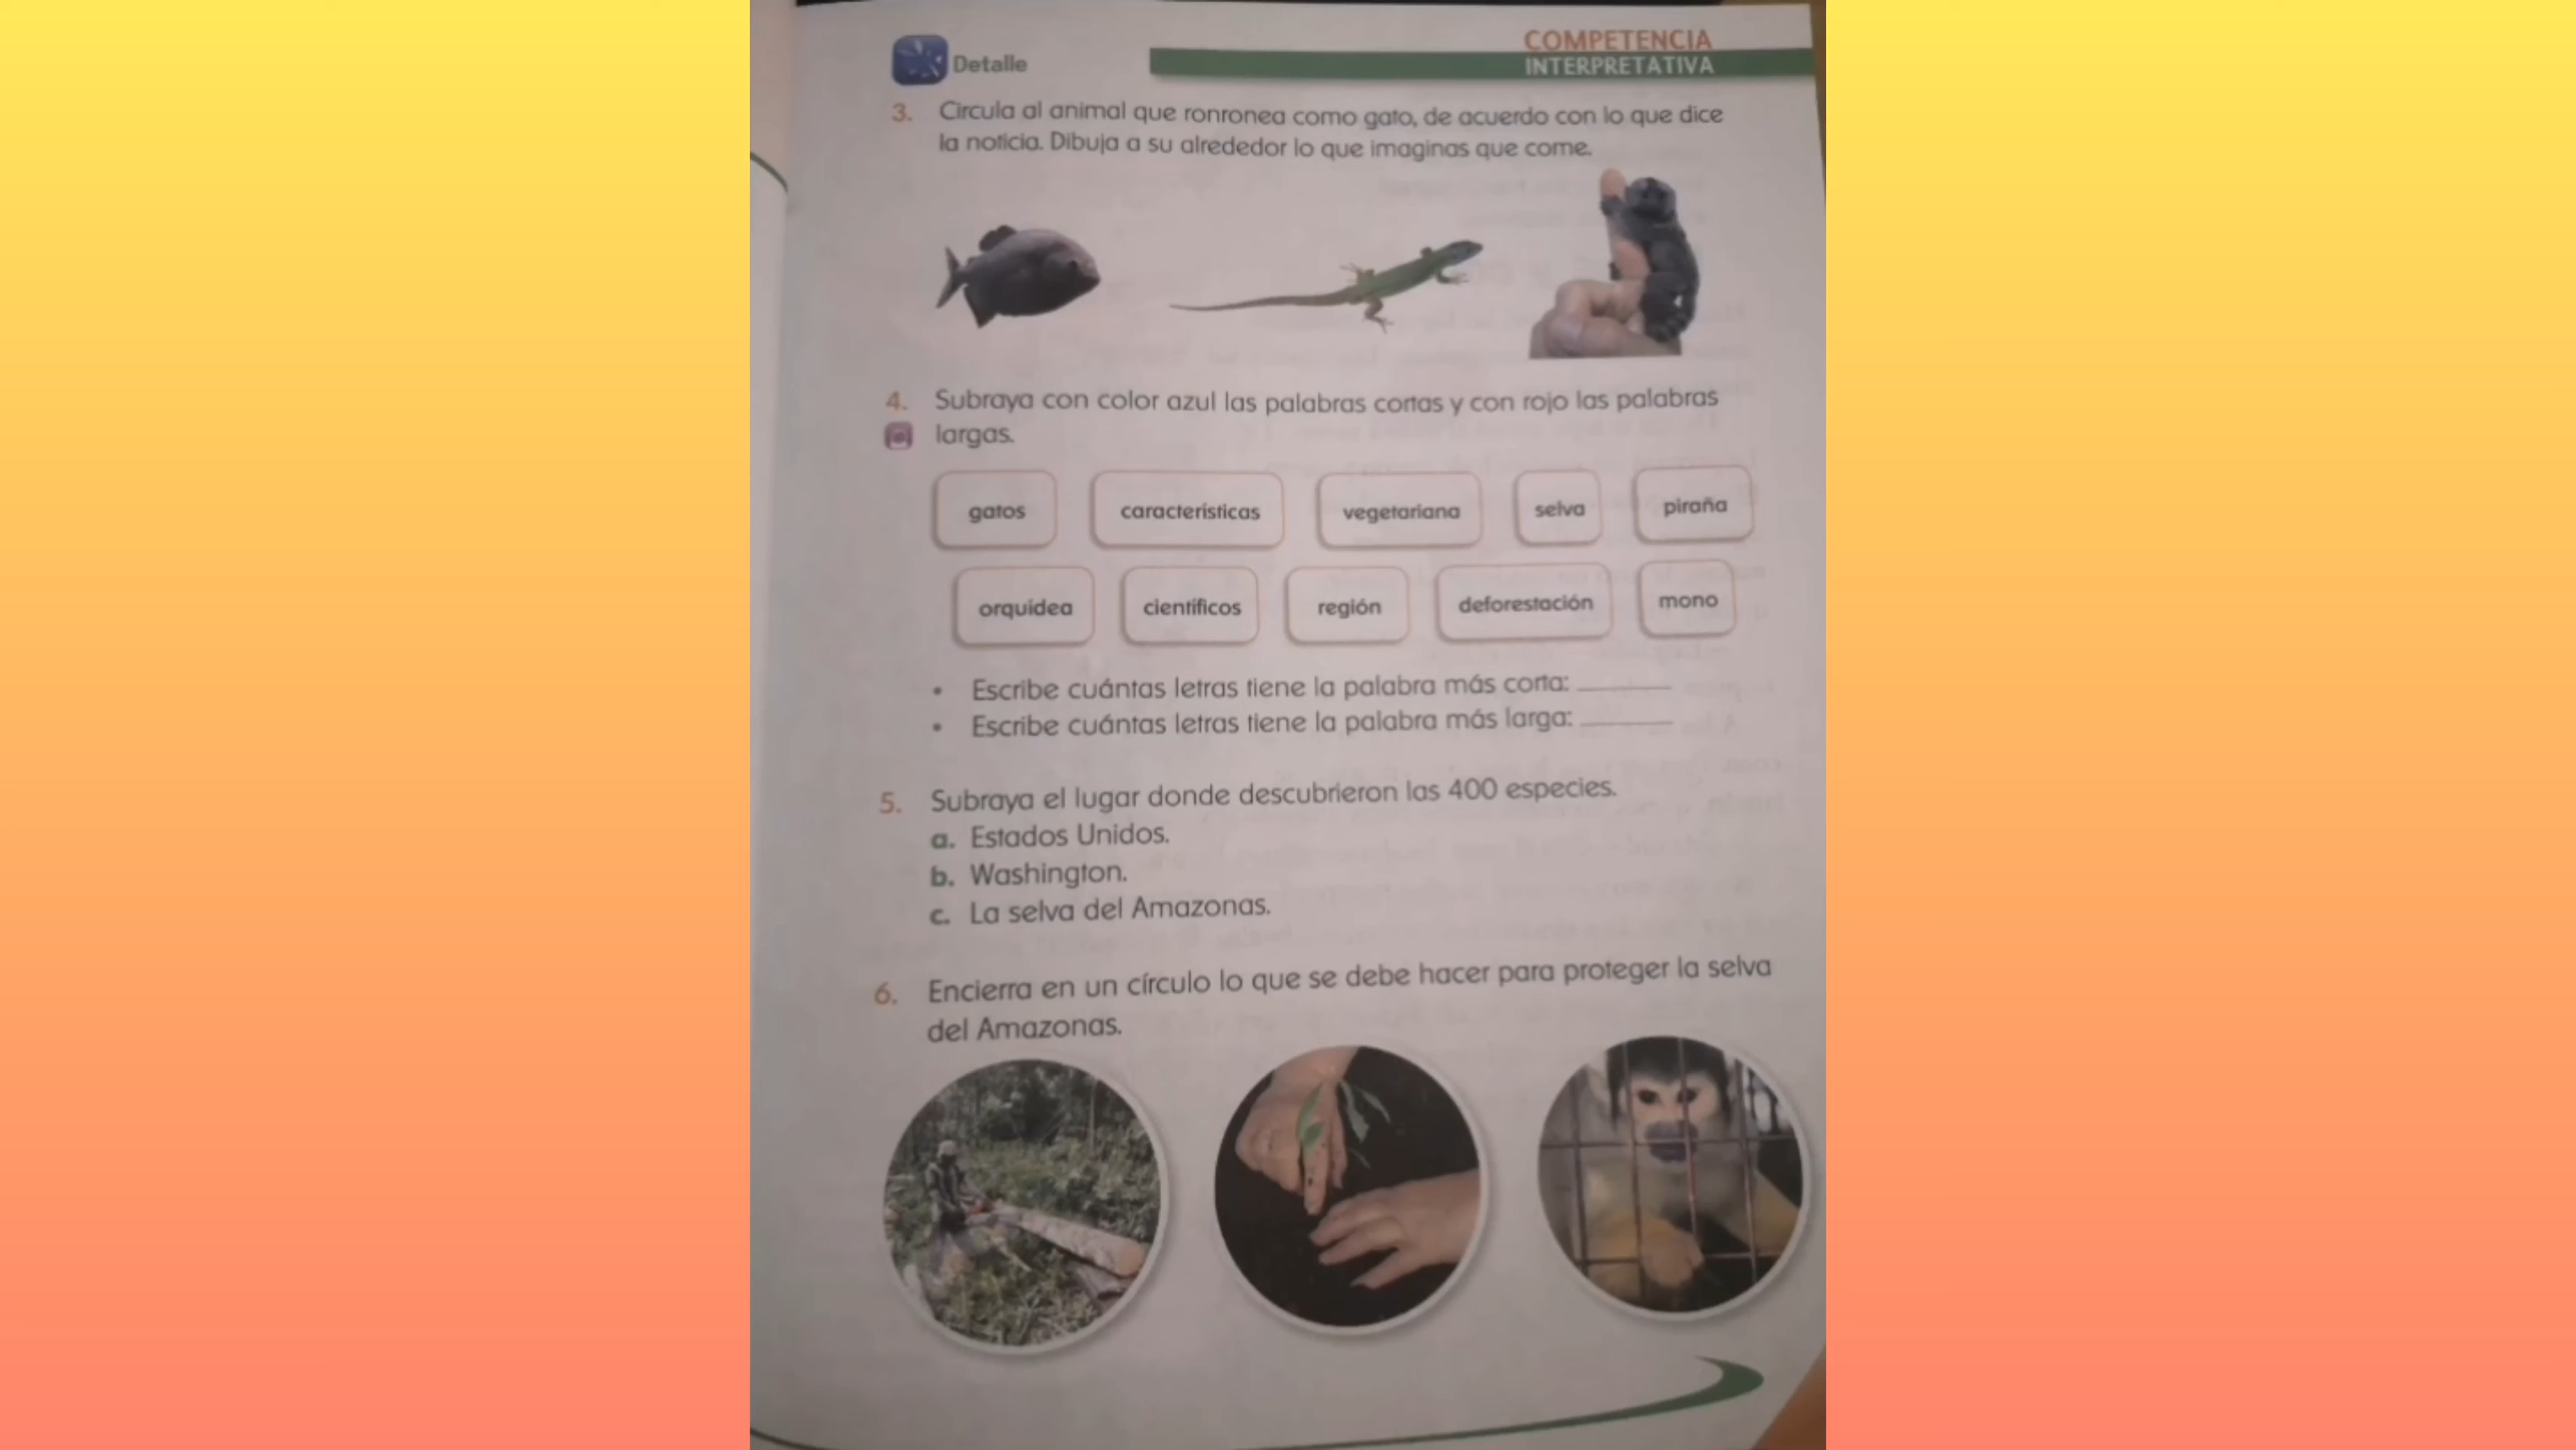 Detalle
COMPETENCIA
INTERPRETATIVA
3. Circula al animal que ronronea como gato, de acuerdo con lo que dice
la noticia. Dibuja a su alrededor lo que imaginas que come.
4. Subraya con color azul las palabras cortas y con rojo las palabras
largas.
gatos características vegetariana selva piraña
orquídea científicos región deforestación mono
• Escribe cuántas letras tiene la palabra más corta: ______
• Escribe cuántas letras tiene la palabra más larga: ______
5. Subraya el lugar donde descubrieron las 400 especies.
a. Estados Unidos.
b. Washington.
c. La selva del Amazonas.
6. Encierra en un círculo lo que se debe hacer para proteger la selva
del Amazonas.